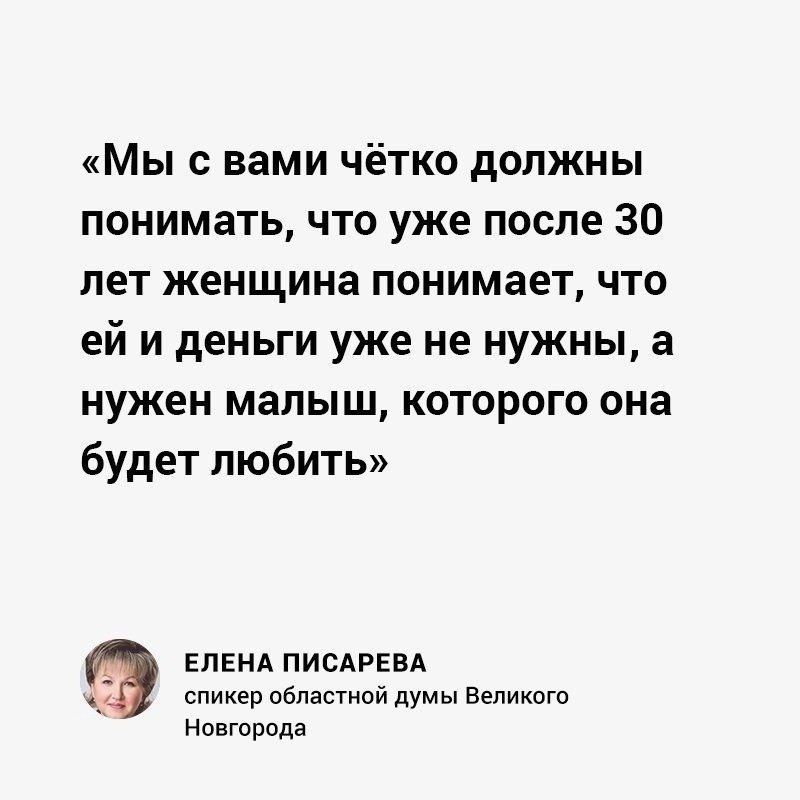 «Мы с вами чётко должны
понимать, что уже после 30
лет женщина понимает, что
ей и деньги уже не нужны, а
нужен малыш, которого она
будет любить»
ЕЛЕНА ПИСАРЕВА
спикер областной думы Великого
Новгорода